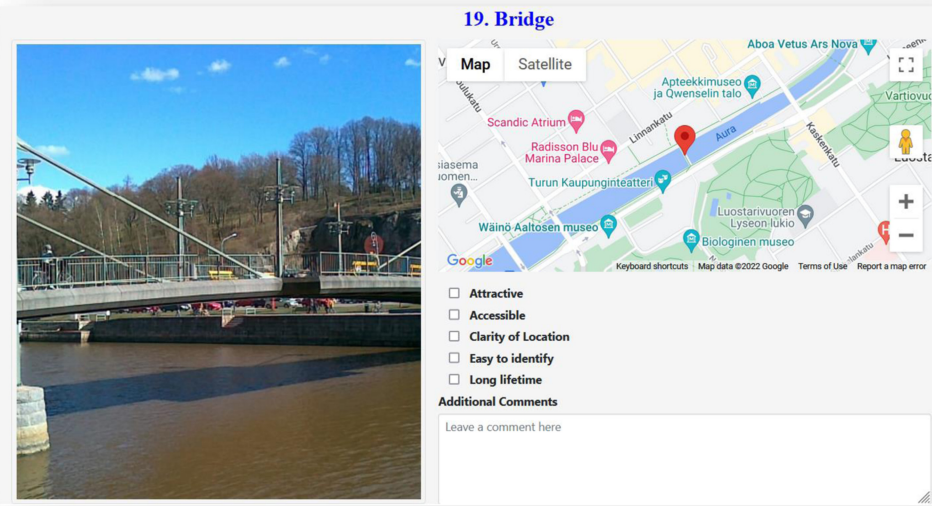 19. Bridge
Map
Satellite
Aboa Vetus Ars Nova
Apteekkimuseo
ja Qwenselin talo
Vartiovuo
Scandic Atrium
Linnankatu
Aura
Kaskenkatu
Radisson Blu
Marina Palace
Turun Kaupunginteatteri
Luostarivuoren
Lyseon lukio
Wäinö Aaltosen museo
Biologinen museo
Google
Keyboard shortcuts
Map data ©2022 Google
Terms of Use
Report a map error
Attractive
Accessible
Clarity of Location
Easy to identify
Long lifetime
Additional Comments
Leave a comment here